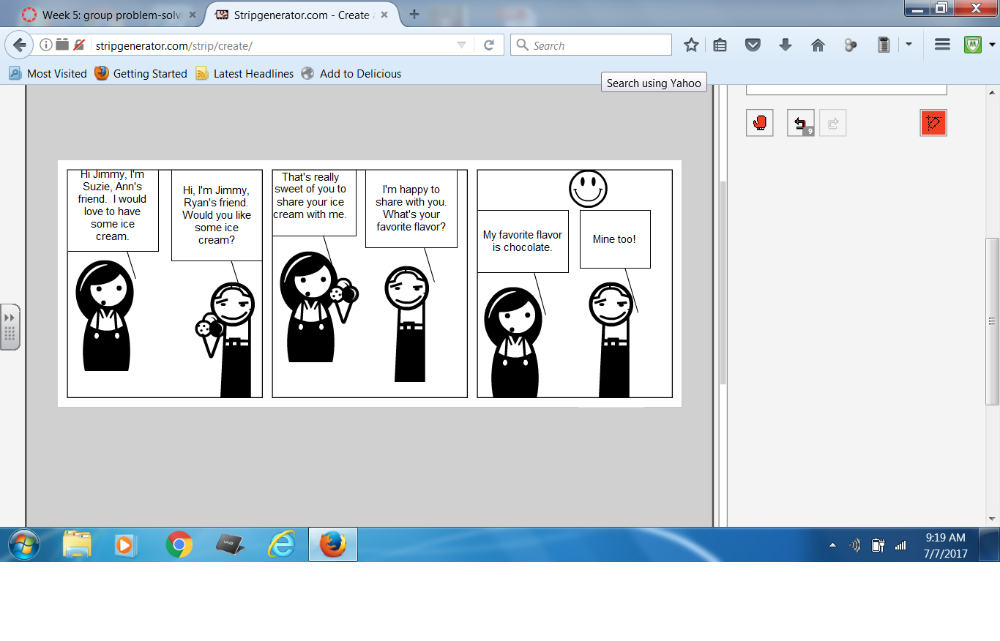 Week 5: group problem-solvi
Stripgenerator.com - Create a
stripgenerator.com/strip/create/
Search
Most Visited
Getting Started
Latest Headlines
Add to Delicious
Search using Yahoo
9
Hi Jimmy, I'm
Suzie, Ann's
friend.  I would
love to have
some ice
cream.
Hi, I'm Jimmy,
Ryan's friend.
Would you like
some ice
cream?
That's really
sweet of you to
share your ice
cream with me.
I'm happy to
share with you.
What's your
favorite flavor?
My favorite flavor
is chocolate.
Mine too!
VAIO
9:19 AM
7/7/2017